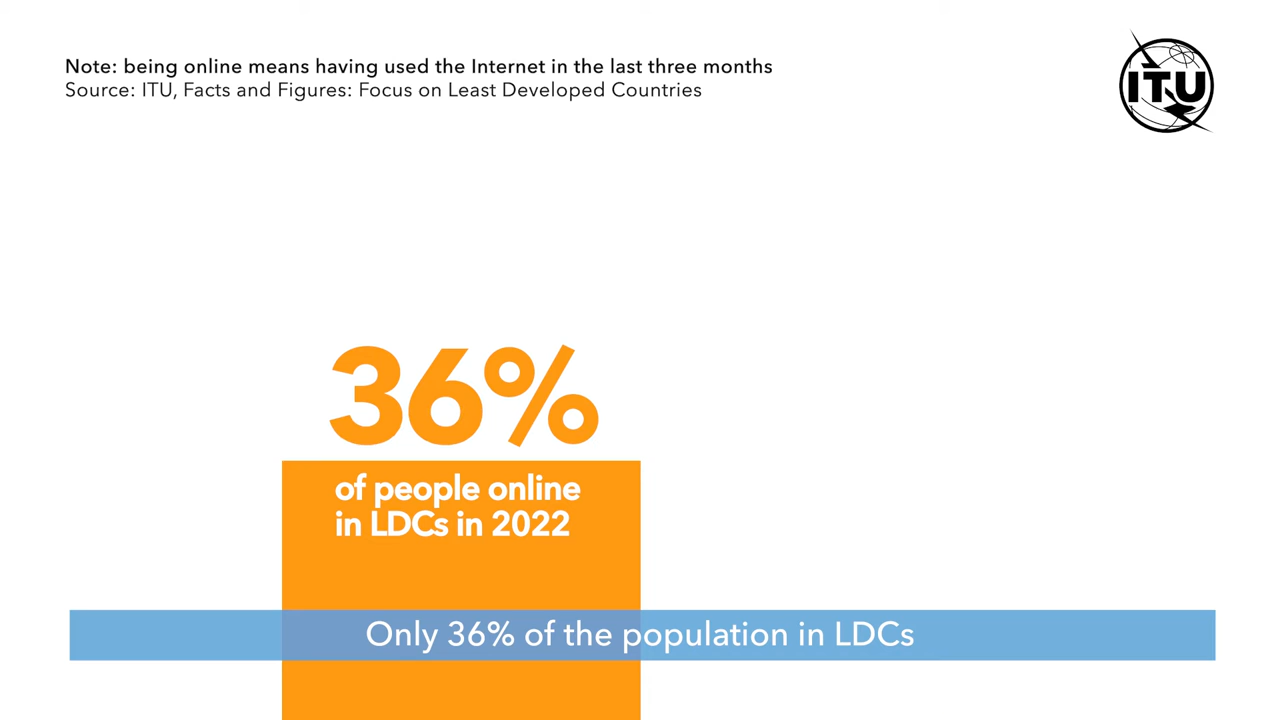 Note: being online means having used the Internet in the last three months
Source: ITU, Facts and Figures: Focus on Least Developed Countries
ITU
36%
of people online
in LDCs in 2022
Only 36% of the population in LDCs